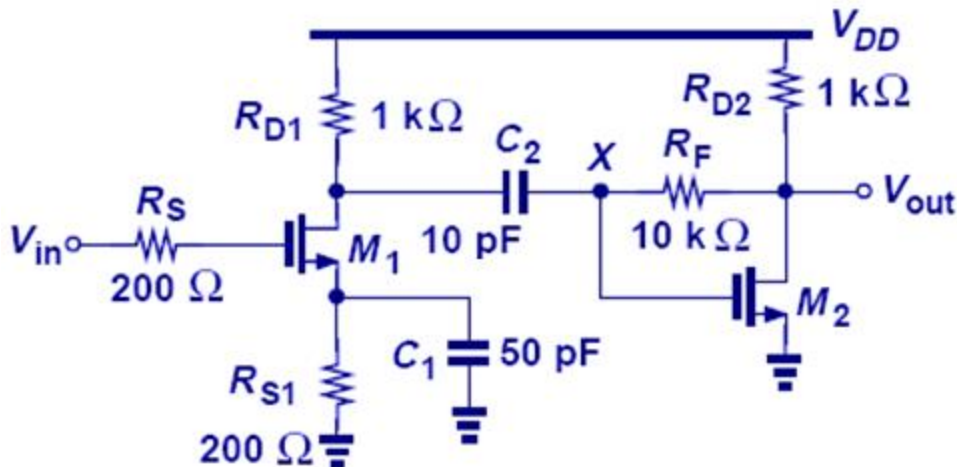 V_DD
R_D1 1 kΩ
R_D2 1 kΩ
C_2 X R_F
R_S
V_in
V_out
10 pF 10 kΩ
M_1
200 Ω
M_2
C_1 50 pF
R_S1
200 Ω